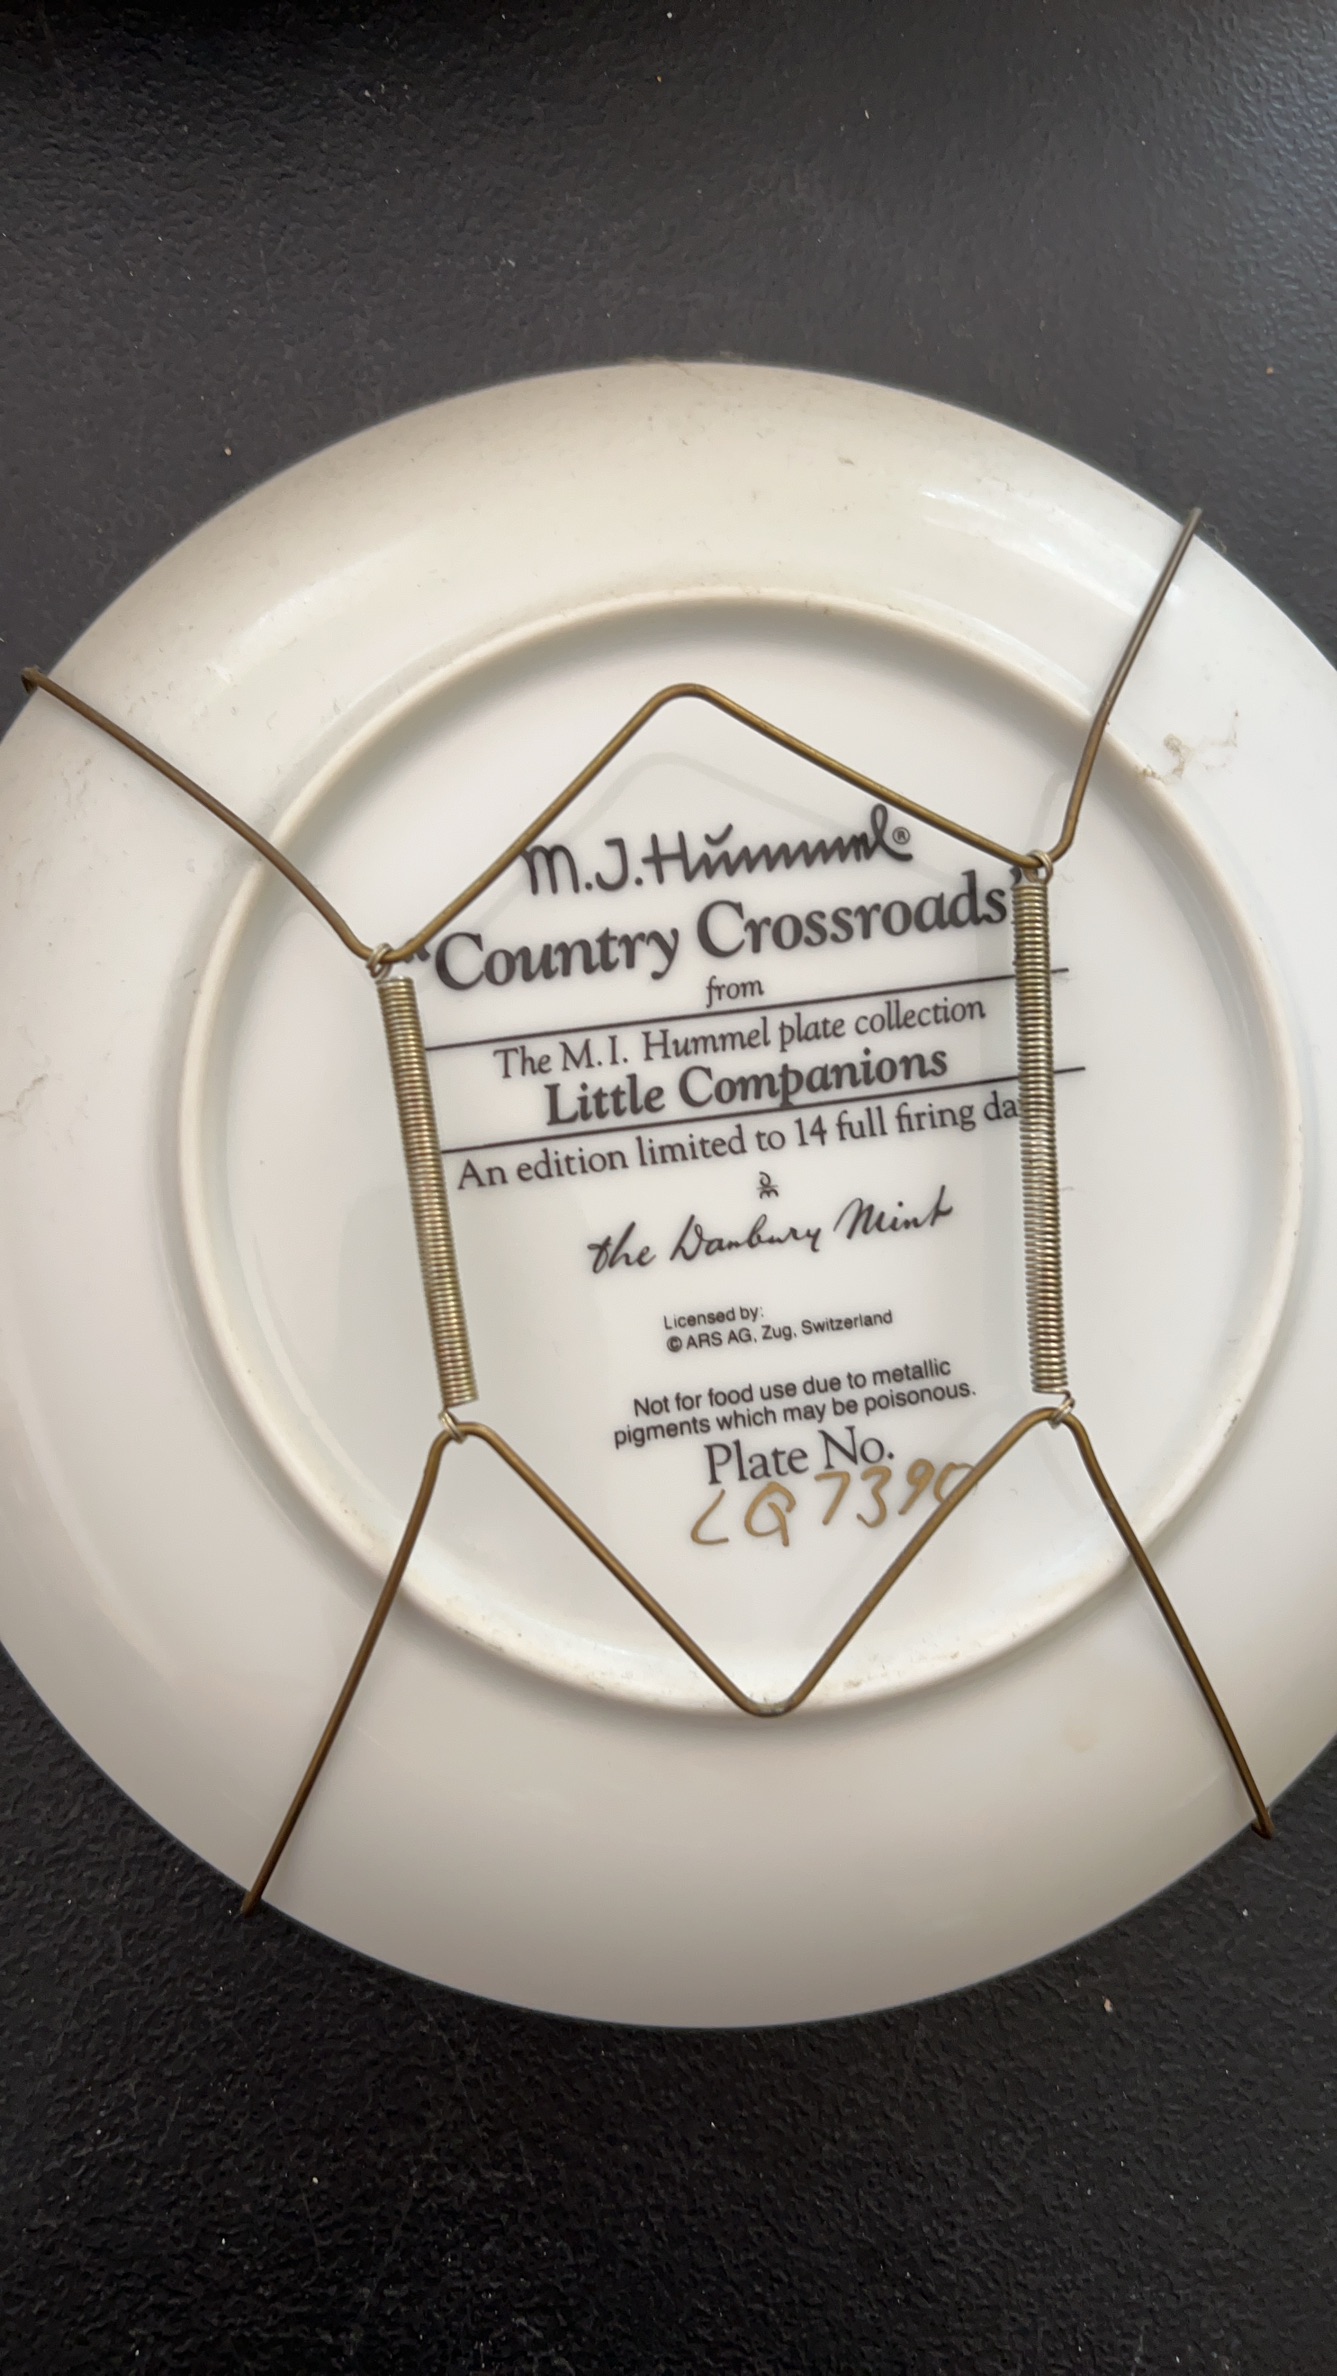 M.J. Hummel®
“Country Crossroads”
from
The M.I. Hummel plate collection
Little Companions
An edition limited to 14 full firing da
DM
the Danbury Mint
Licensed by:
© ARS AG, Zug, Switzerland
Not for food use due to metallic
pigments which may be poisonous.
Plate No.